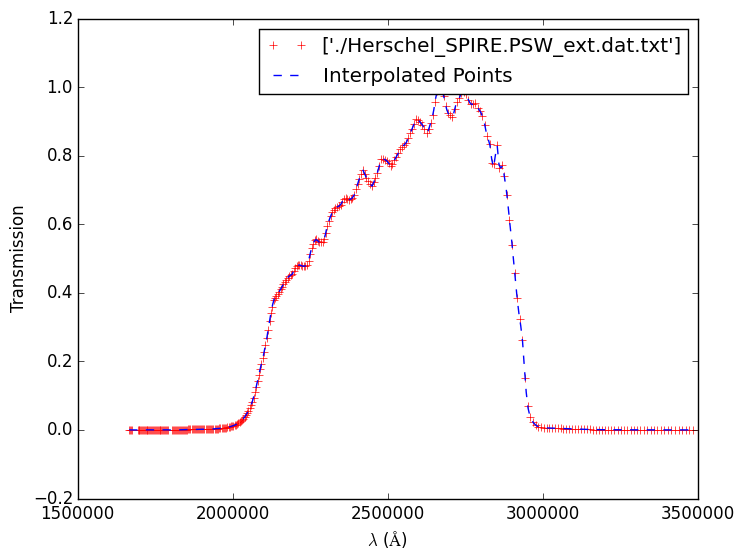 1.2
1.0
0.8
0.6
0.4
0.2
0.0
−0.2
Transmission
['./Herschel_SPIRE.PSW_ext.dat.txt']
Interpolated Points
1500000 2000000 2500000 3000000 3500000
λ (Å)